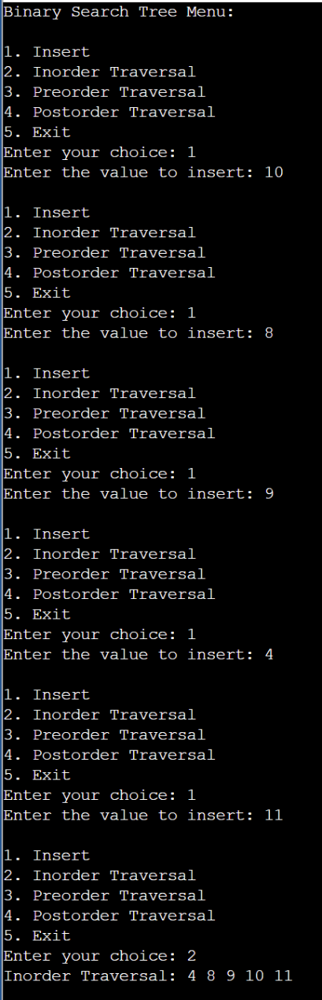 Binary Search Tree Menu:
1. Insert
2. Inorder Traversal
3. Preorder Traversal
4. Postorder Traversal
5. Exit
Enter your choice: 1
Enter the value to insert: 10
1. Insert
2. Inorder Traversal
3. Preorder Traversal
4. Postorder Traversal
5. Exit
Enter your choice: 1
Enter the value to insert: 8
1. Insert
2. Inorder Traversal
3. Preorder Traversal
4. Postorder Traversal
5. Exit
Enter your choice: 1
Enter the value to insert: 9
1. Insert
2. Inorder Traversal
3. Preorder Traversal
4. Postorder Traversal
5. Exit
Enter your choice: 1
Enter the value to insert: 4
1. Insert
2. Inorder Traversal
3. Preorder Traversal
4. Postorder Traversal
5. Exit
Enter your choice: 1
Enter the value to insert: 11
1. Insert
2. Inorder Traversal
3. Preorder Traversal
4. Postorder Traversal
5. Exit
Enter your choice: 2
Inorder Traversal: 4 8 9 10 11